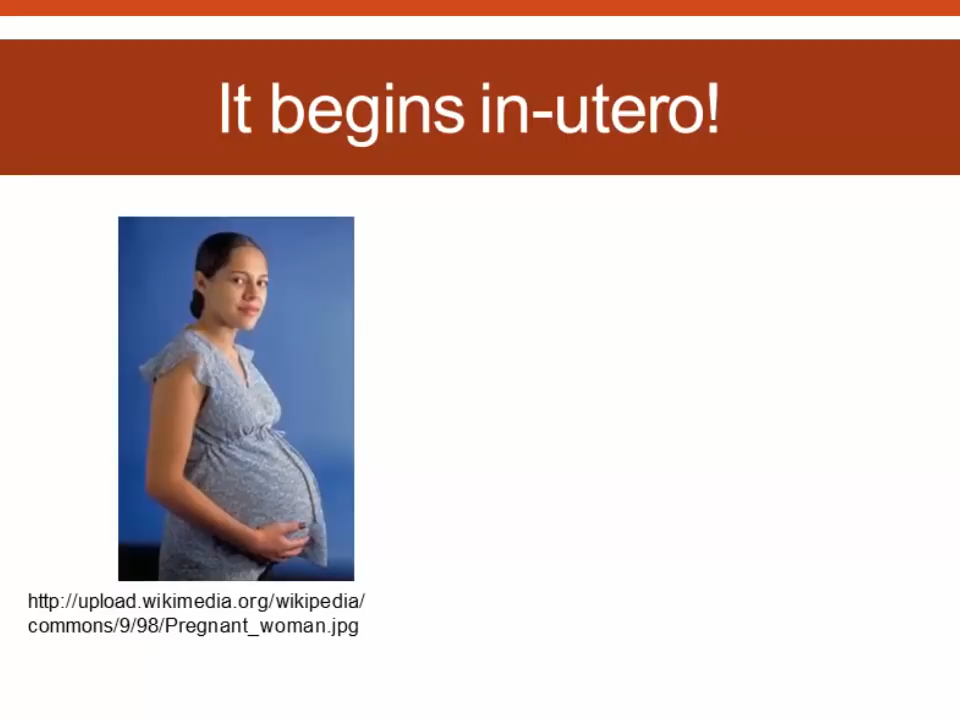 It begins in-utero!
http://upload.wikimedia.org/wikipedia/
commons/9/98/Pregnant_woman.jpg